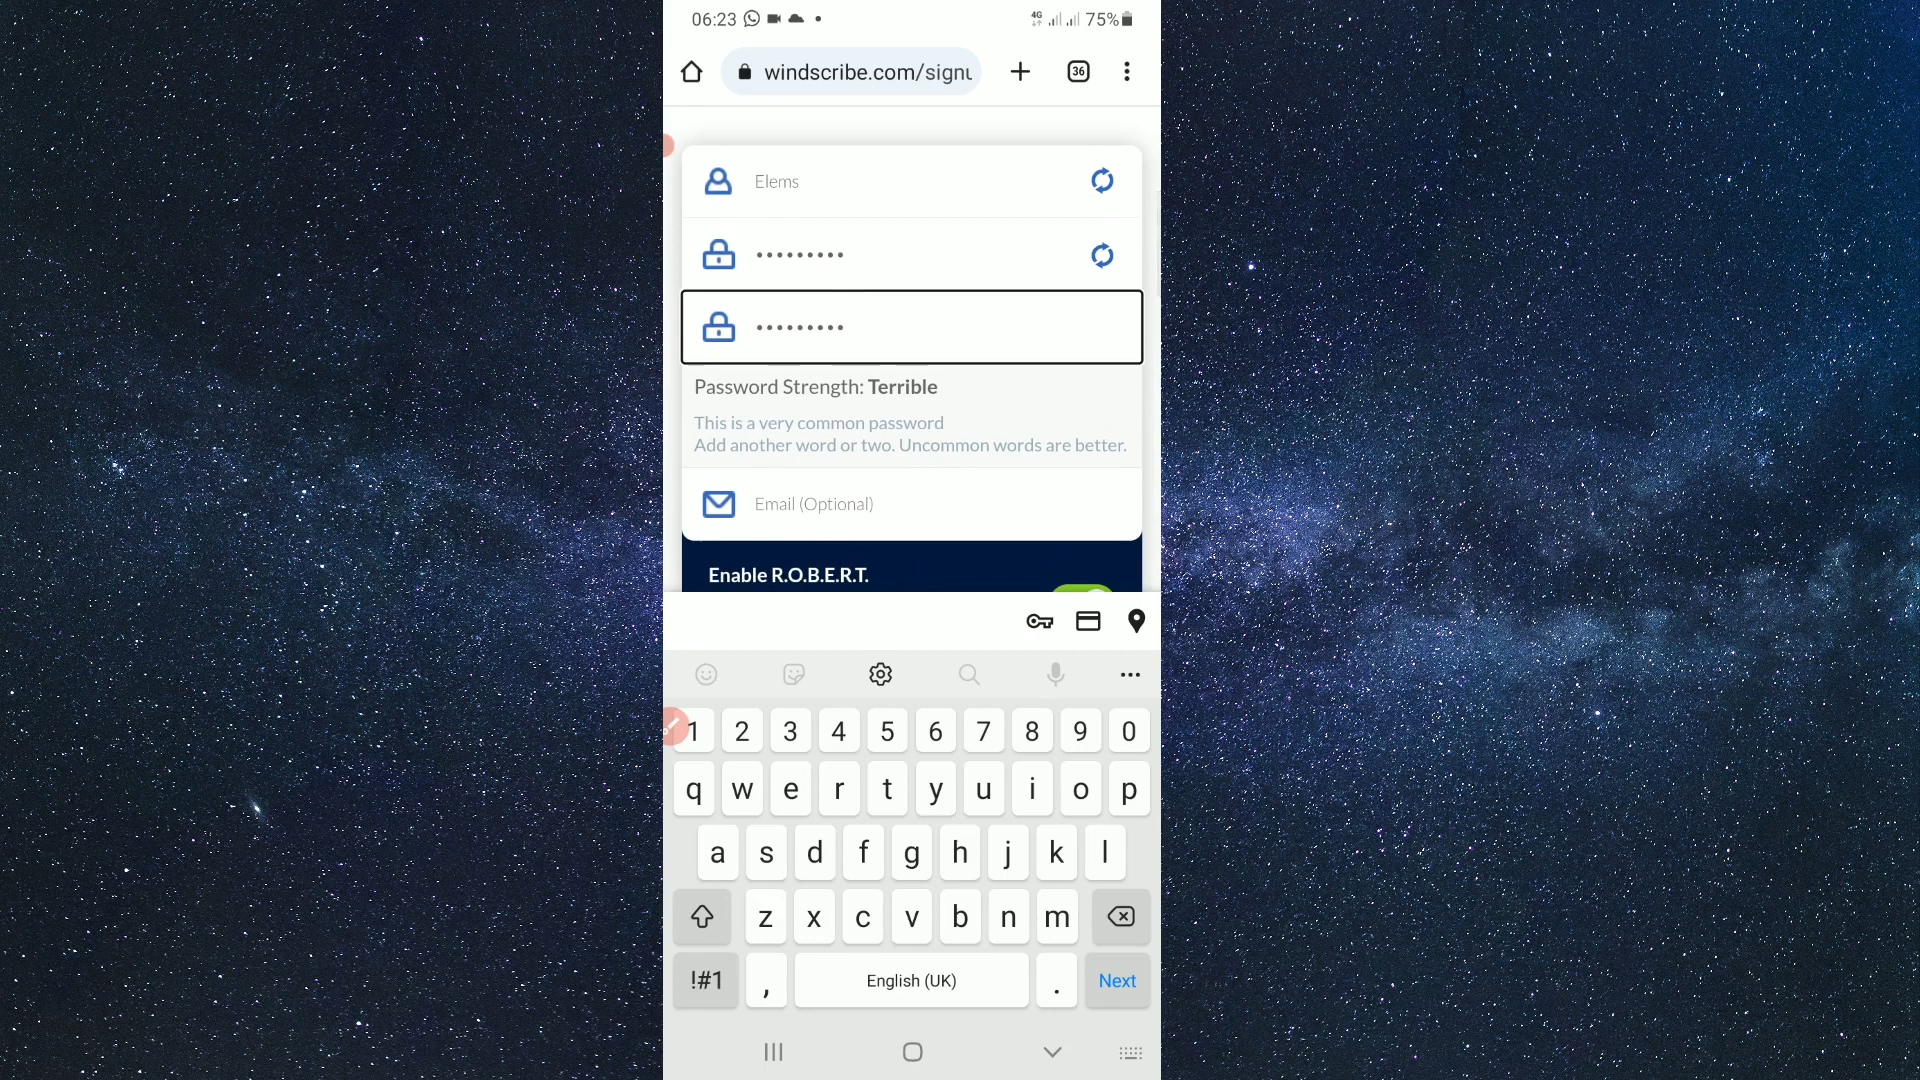 06:23
4G 75%
windscribe.com/signu
36
Elems
•••••••••
•••••••••
Password Strength: Terrible
This is a very common password
Add another word or two. Uncommon words are better.
Email (Optional)
Enable R.O.B.E.R.T.
1 2 3 4 5 6 7 8 9 0
q w e r t y u i o p
a s d f g h j k l
z x c v b n m
!#1 , English (UK) . Next